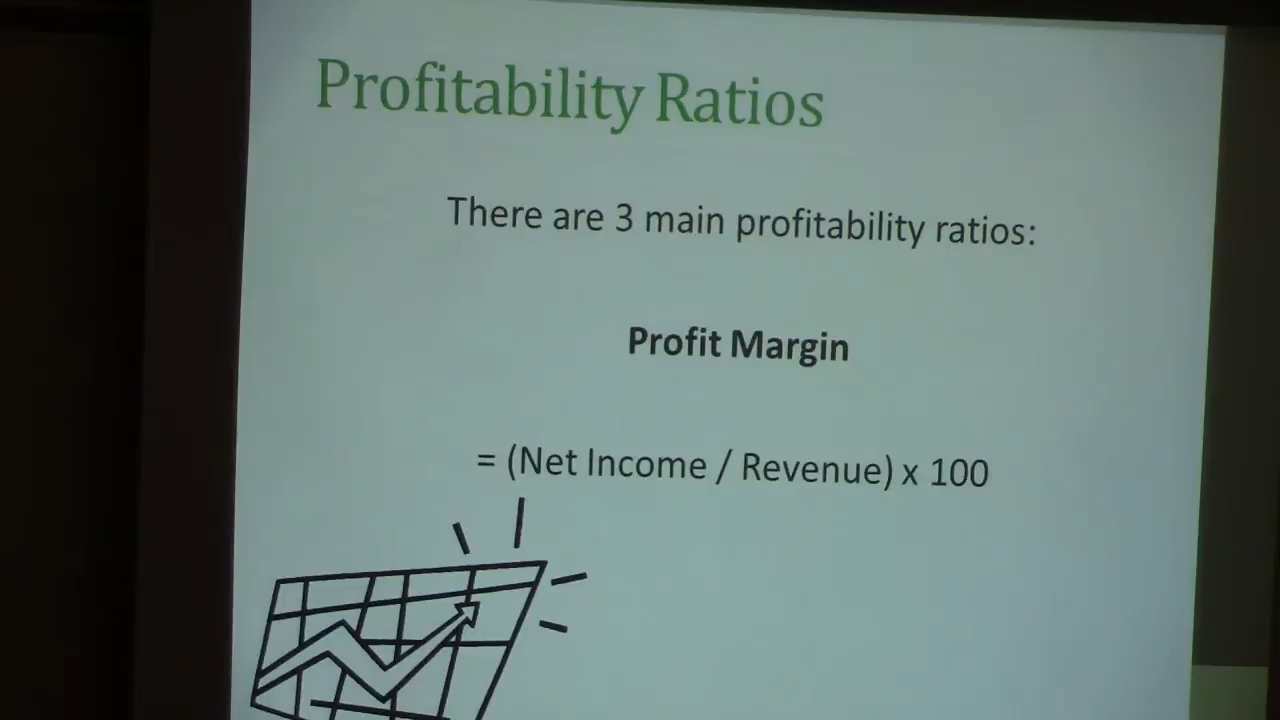 Profitability Ratios
There are 3 main profitability ratios:
Profit Margin
= (Net Income / Revenue) x 100